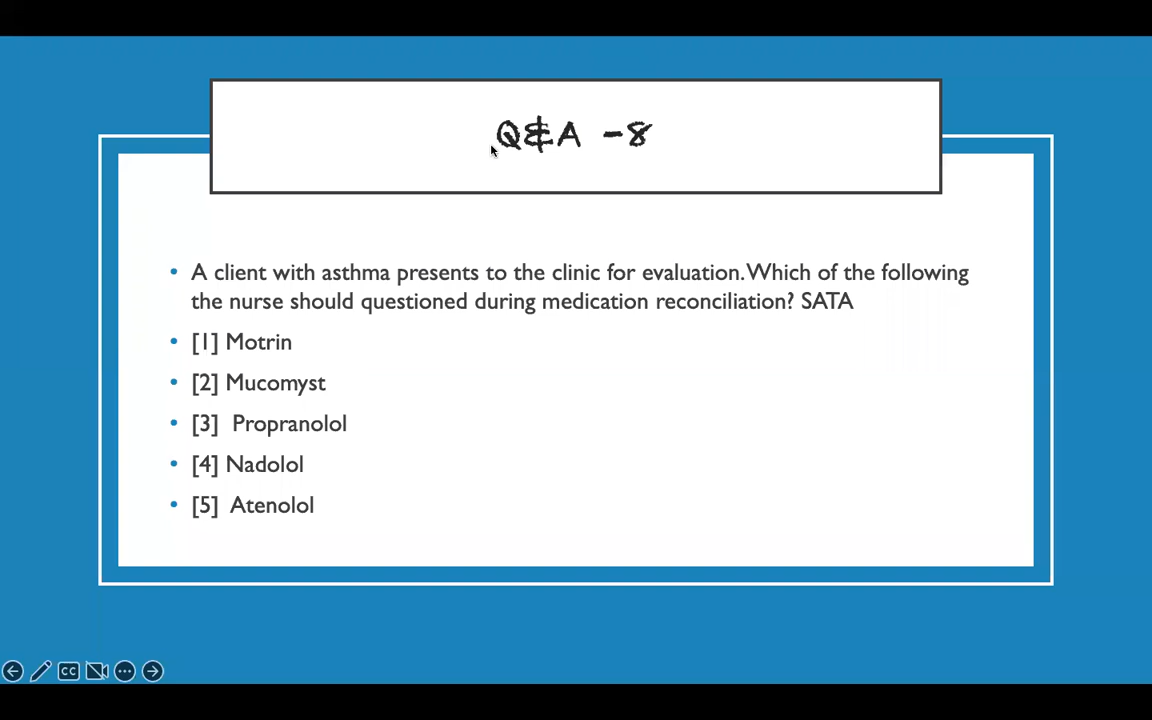 Q&A -8
• A client with asthma presents to the clinic for evaluation. Which of the following
the nurse should questioned during medication reconciliation? SATA
• [1] Motrin
• [2] Mucomyst
• [3] Propranolol
• [4] Nadolol
• [5] Atenolol
CC